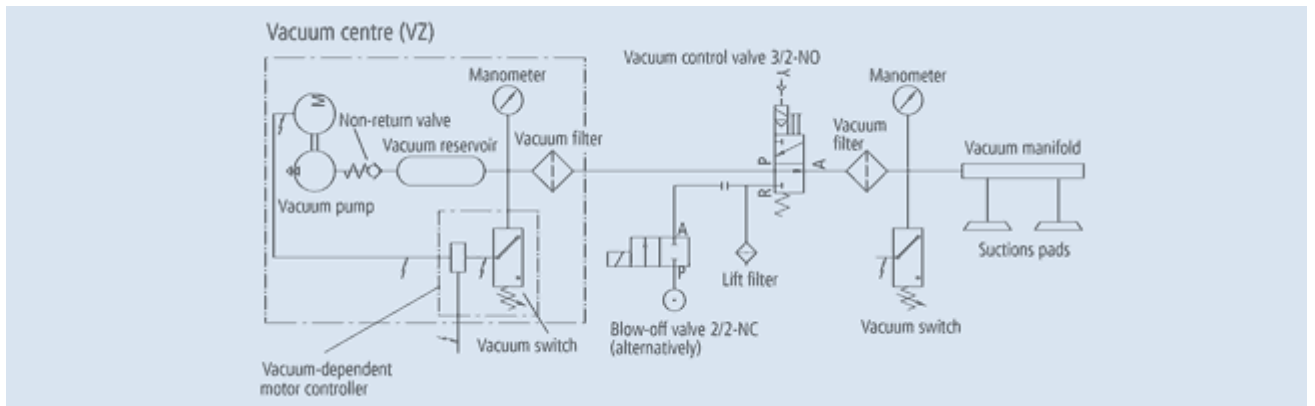 Vacuum centre (VZ)
Manometer
M
Non-return valve
Vacuum reservoir
Vacuum filter
Vacuum pump
Vacuum switch
Vacuum-dependent
motor controller
Vacuum control valve 3/2-NO
P
A
R
A
P
Lift filter
Blow-off valve 2/2-NC
(alternatively)
Manometer
Vacuum
filter
Vacuum manifold
Suctions pads
Vacuum switch